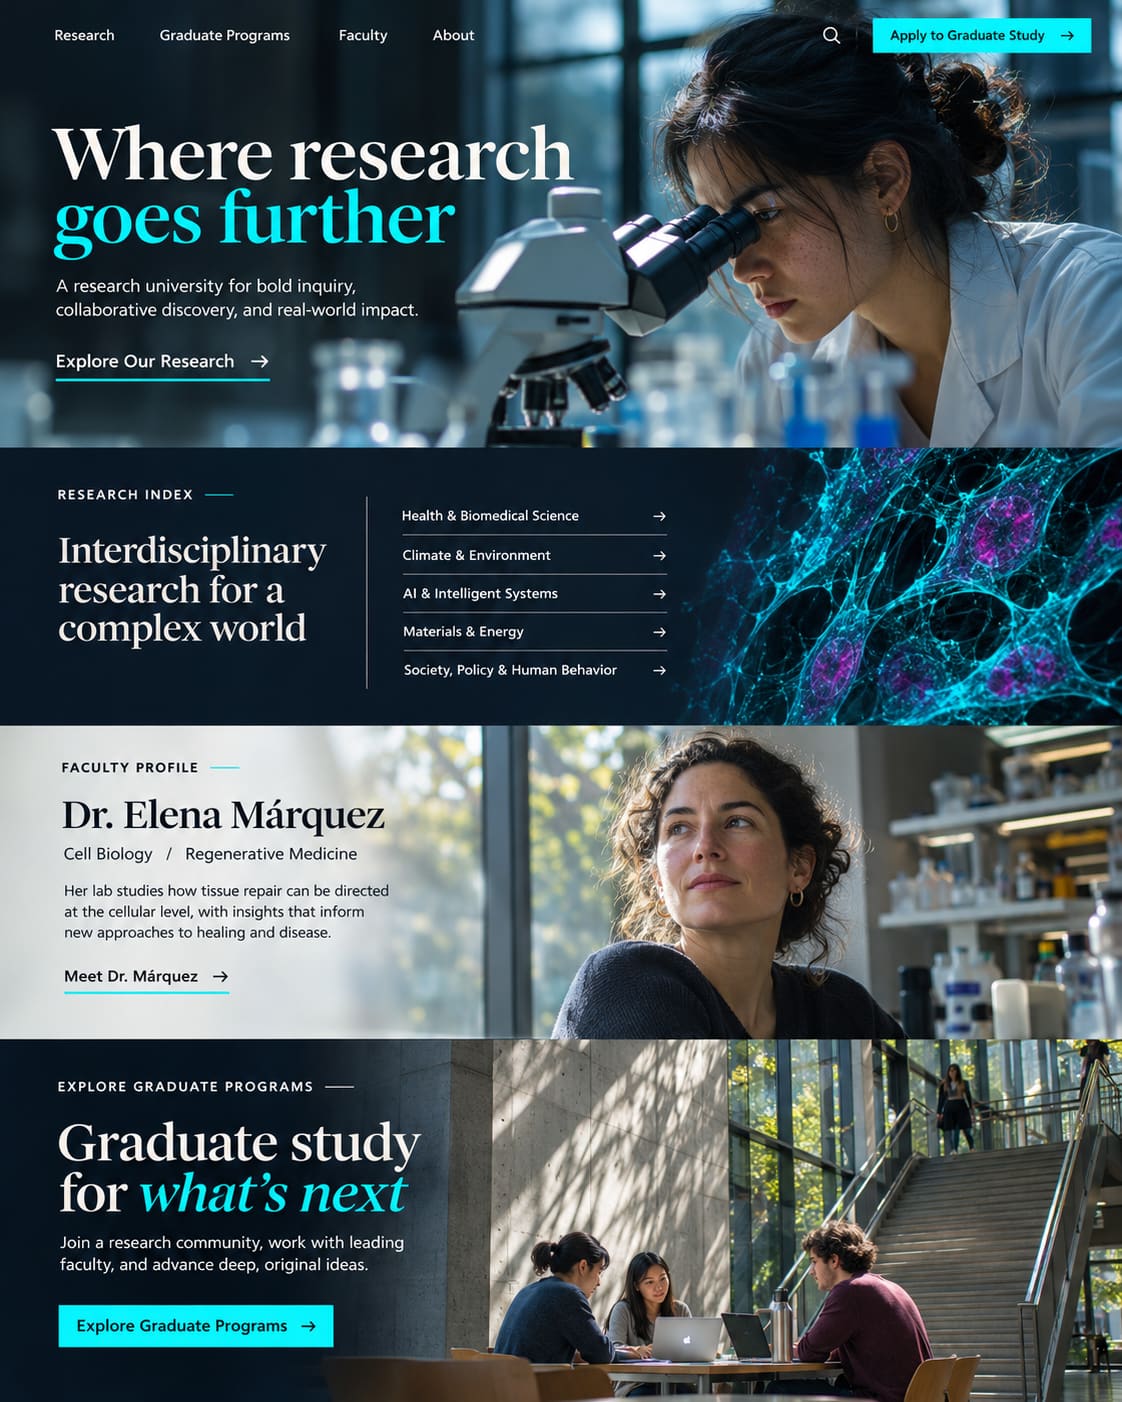 Research
Graduate Programs
Faculty
About
Apply to Graduate Study →
Where research
goes further
A research university for bold inquiry,
collaborative discovery, and real-world impact.
Explore Our Research →
RESEARCH INDEX
Interdisciplinary
research for a
complex world
Health & Biomedical Science →
Climate & Environment →
AI & Intelligent Systems →
Materials & Energy →
Society, Policy & Human Behavior →
FACULTY PROFILE
Dr. Elena Márquez
Cell Biology / Regenerative Medicine
Her lab studies how tissue repair can be directed
at the cellular level, with insights that inform
new approaches to healing and disease.
Meet Dr. Márquez →
EXPLORE GRADUATE PROGRAMS
Graduate study
for what's next
Join a research community, work with leading
faculty, and advance deep, original ideas.
Explore Graduate Programs →